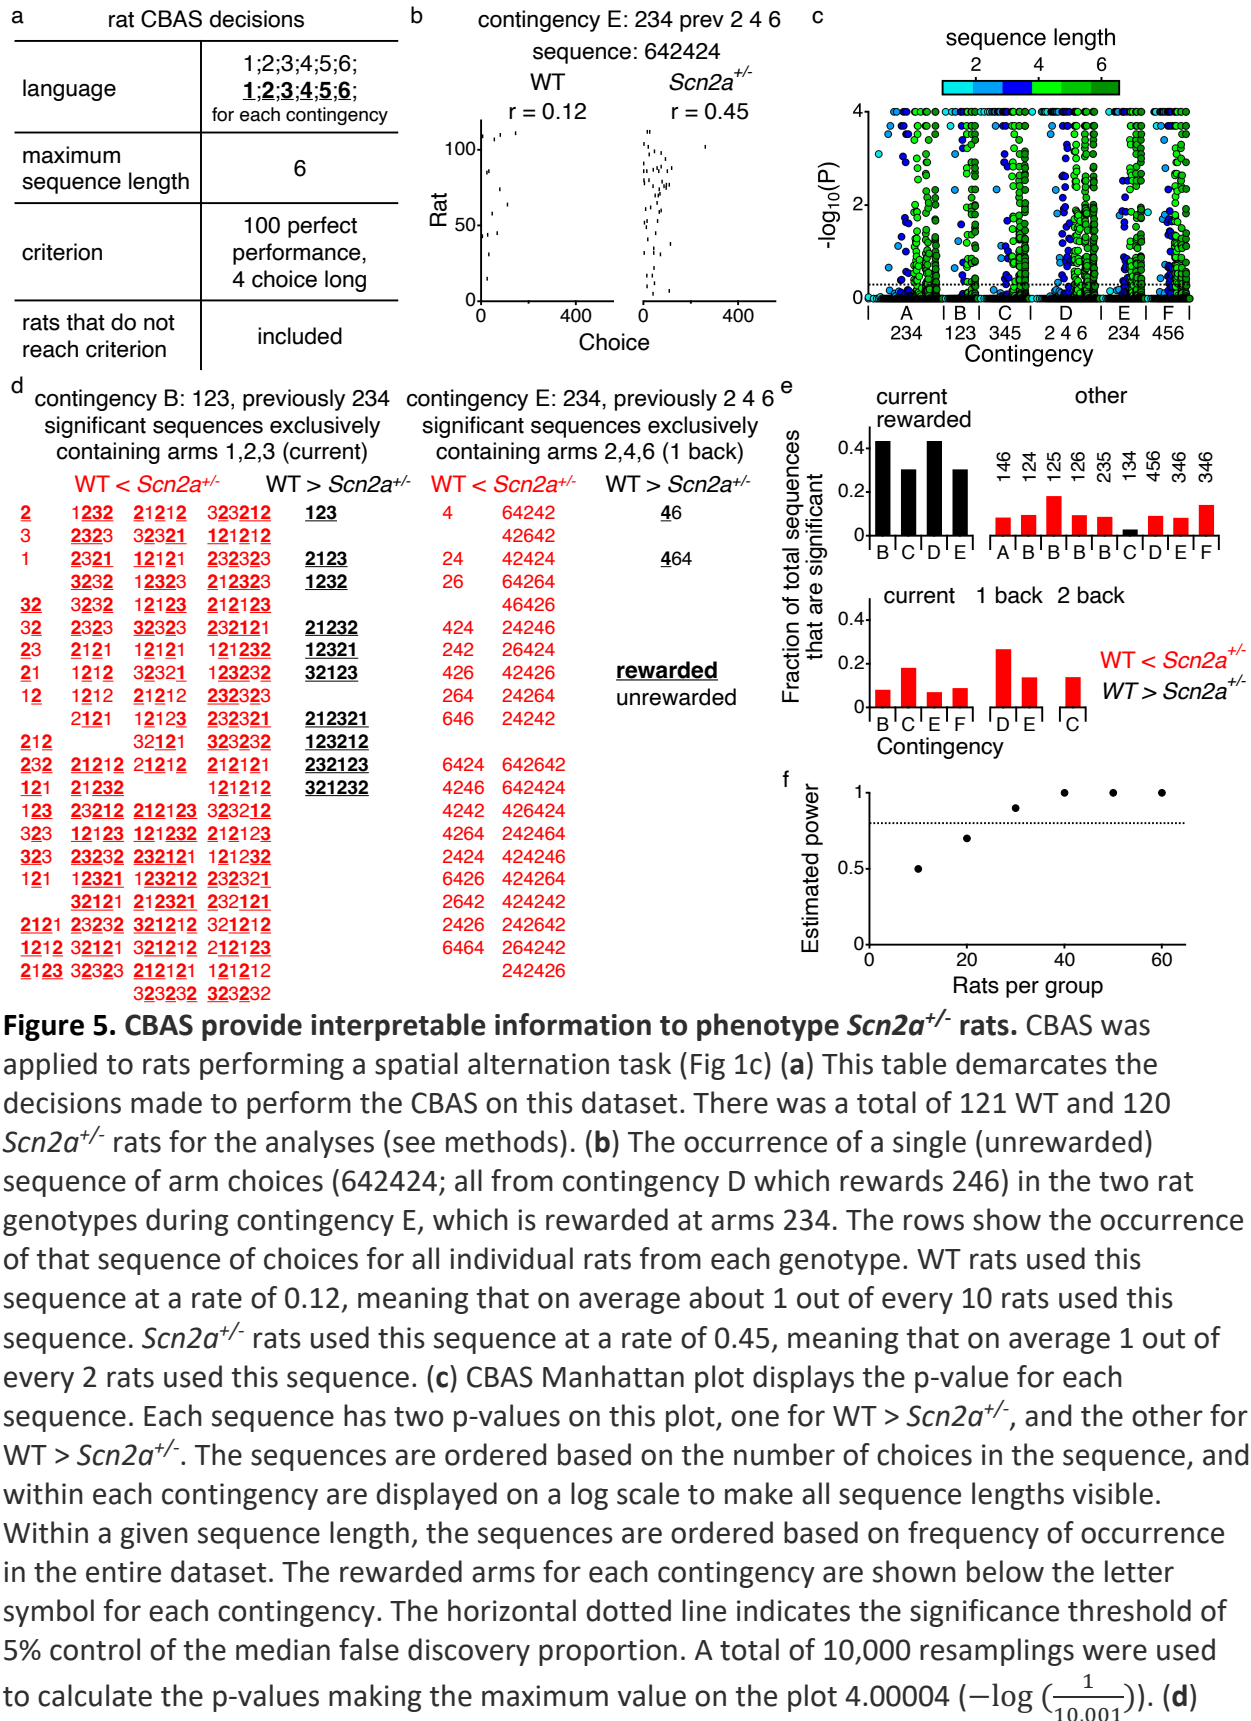 a
rat CBAS decisions
language
1;2;3;4;5;6;
1;2;3;4;5;6;
for each contingency
maximum
sequence length
6
criterion
100 perfect
performance,
4 choice long
rats that do not
reach criterion
included
b
contingency E: 234 prev 2 4 6
sequence: 642424
WT
r = 0.12
Scn2a+/-
r = 0.45
Rat
100
50
0
0 400
0 400
Choice
c
sequence length
2 4 6
-log10(P)
4
2
0
A B C D E F
234 123 345 2 4 6 234 456
Contingency
d
contingency B: 123, previously 234
significant sequences exclusively
containing arms 1,2,3 (current)
WT < Scn2a+/- WT > Scn2a+/-
2 1232 21212 323212 123
3 2323 32321 121212
1 2321 12121 232323 2123
3232 12323 212323 1232
32 3232 12123 212123
32 2323 32323 232121 21232
23 2121 12121 121232 12321
21 1212 32321 123232 32123
12 1212 21212 232323
2121 12123 232321 212321
212 32121 323232 123212
232 21212 21212 212121 232123
121 21232 121212 321232
123 23212 212123 323212
323 12123 121232 212123
323 23232 232121 121232
121 12321 123212 232321
32121 212321 232121
2121 23232 321212 321212
1212 32121 321212 212123
2123 32323 212121 121212
323232 323232
contingency E: 234, previously 2 4 6
significant sequences exclusively
containing arms 2,4,6 (1 back)
WT < Scn2a+/- WT > Scn2a+/-
4 64242 46
42642
24 42424 464
26 64264
46426
424 24246
242 26424
426 42426
264 24264
646 24242
6424 642642
4246 642424
4242 426424
4264 242464
2424 424246
6426 424264
2642 424242
2426 242642
6464 264242
242426
rewarded
unrewarded
e
current
rewarded
other
Fraction of total sequences
that are significant
0.4
0.2
0
B C D E
146 124 125 126 235 134 456 346 346
A B B B B C D E F
current 1 back 2 back
0.4
0.2
0
B C E F D E C
Contingency
WT < Scn2a+/-
WT > Scn2a+/-
f
Estimated power
1
0.5
0
0 20 40 60
Rats per group
Figure 5. CBAS provide interpretable information to phenotype Scn2a+/- rats. CBAS was
applied to rats performing a spatial alternation task (Fig 1c) (a) This table demarcates the
decisions made to perform the CBAS on this dataset. There was a total of 121 WT and 120
Scn2a+/- rats for the analyses (see methods). (b) The occurrence of a single (unrewarded)
sequence of arm choices (642424; all from contingency D which rewards 246) in the two rat
genotypes during contingency E, which is rewarded at arms 234. The rows show the occurrence
of that sequence of choices for all individual rats from each genotype. WT rats used this
sequence at a rate of 0.12, meaning that on average about 1 out of every 10 rats used this
sequence. Scn2a+/- rats used this sequence at a rate of 0.45, meaning that on average 1 out of
every 2 rats used this sequence. (c) CBAS Manhattan plot displays the p-value for each
sequence. Each sequence has two p-values on this plot, one for WT > Scn2a+/-, and the other for
WT > Scn2a+/-. The sequences are ordered based on the number of choices in the sequence, and
within each contingency are displayed on a log scale to make all sequence lengths visible.
Within a given sequence length, the sequences are ordered based on frequency of occurrence
in the entire dataset. The rewarded arms for each contingency are shown below the letter
symbol for each contingency. The horizontal dotted line indicates the significance threshold of
5% control of the median false discovery proportion. A total of 10,000 resamplings were used
to calculate the p-values making the maximum value on the plot 4.00004 (−log (1/10,001)). (d)